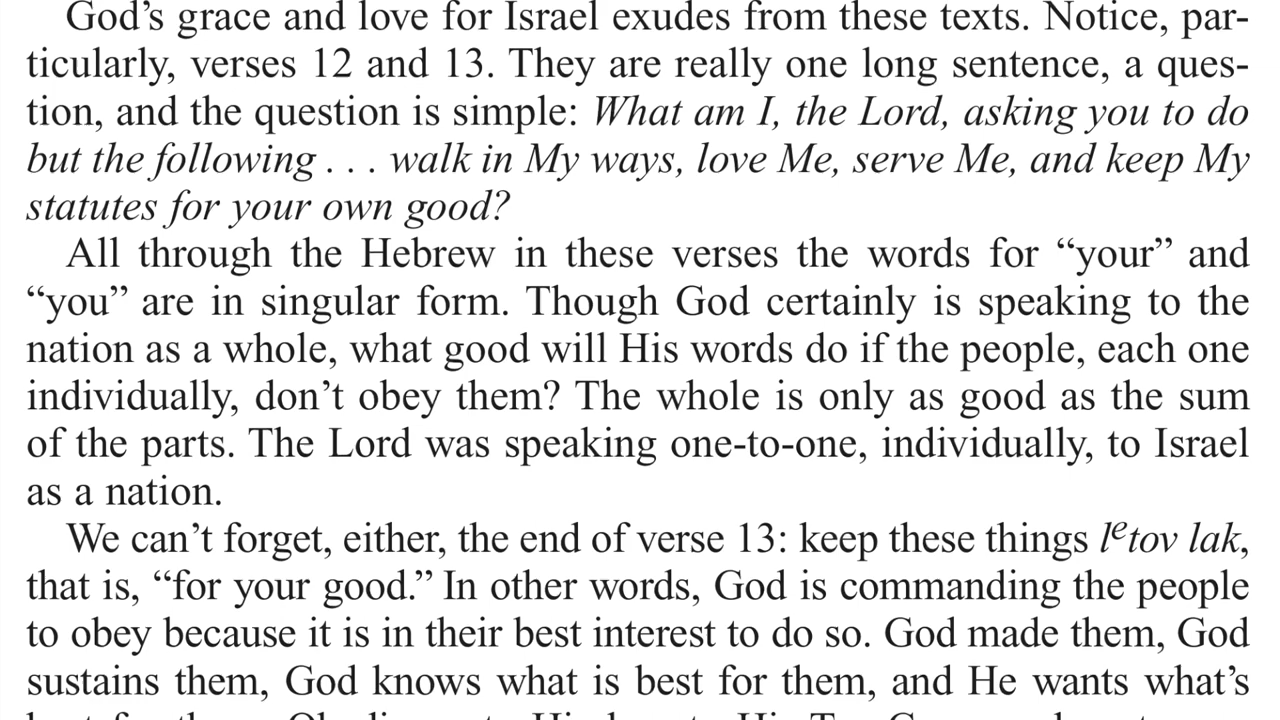 God’s grace and love for Israel exudes from these texts. Notice, par-
ticularly, verses 12 and 13. They are really one long sentence, a ques-
tion, and the question is simple: What am I, the Lord, asking you to do
but the following . . . walk in My ways, love Me, serve Me, and keep My
statutes for your own good?
All through the Hebrew in these verses the words for “your” and
“you” are in singular form. Though God certainly is speaking to the
nation as a whole, what good will His words do if the people, each one
individually, don’t obey them? The whole is only as good as the sum
of the parts. The Lord was speaking one-to-one, individually, to Israel
as a nation.
We can’t forget, either, the end of verse 13: keep these things lᵉtov lak,
that is, “for your good.” In other words, God is commanding the people
to obey because it is in their best interest to do so. God made them, God
sustains them, God knows what is best for them, and He wants what’s